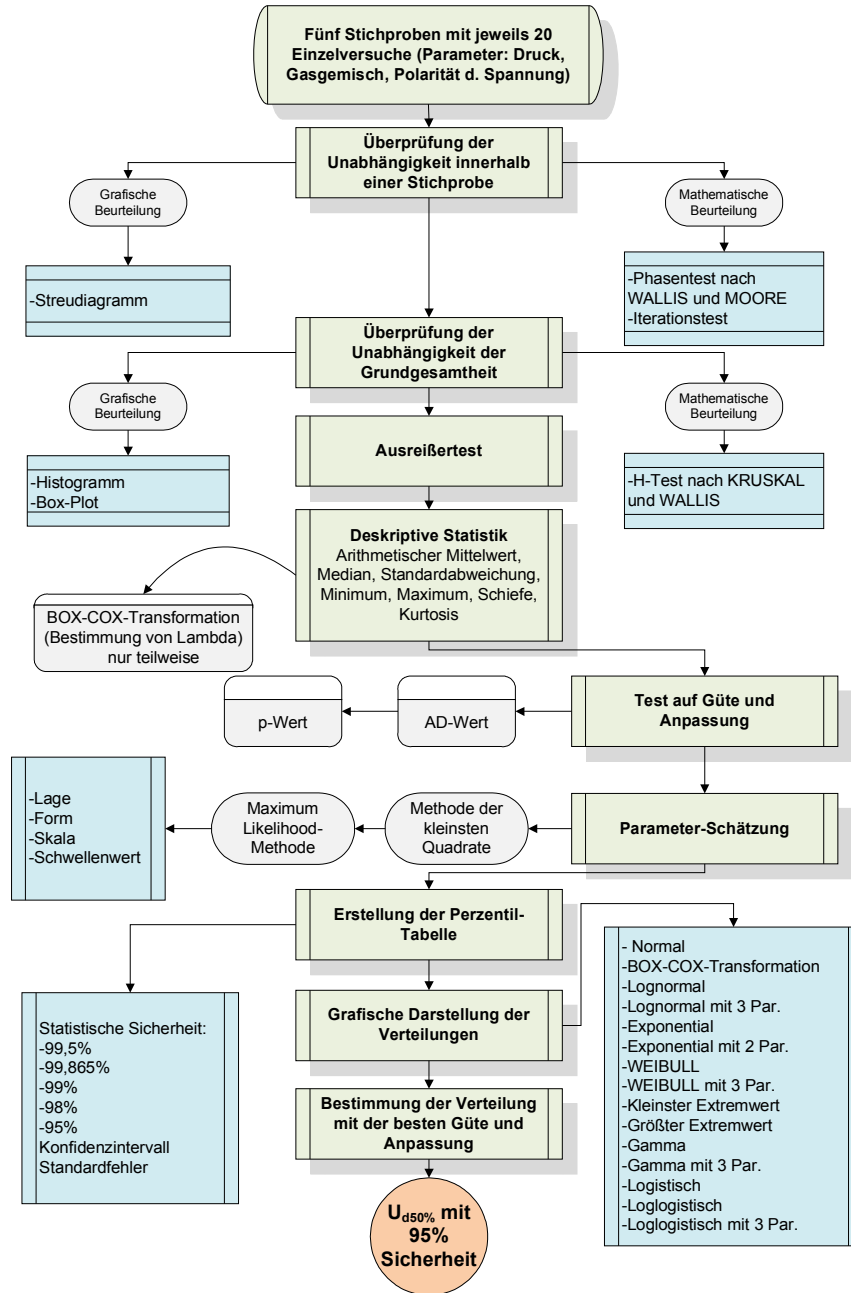 Fünf Stichproben mit jeweils 20
Einzelversuche (Parameter: Druck,
Gasgemisch, Polarität d. Spannung)
Überprüfung der
Unabhängigkeit innerhalb
einer Stichprobe
Grafische
Beurteilung
Mathematische
Beurteilung
-Streudiagramm
-Phasentest nach
WALLIS und MOORE
-Iterationstest
Überprüfung der
Unabhängigkeit der
Grundgesamtheit
Grafische
Beurteilung
Mathematische
Beurteilung
Ausreißertest
-Histogramm
-Box-Plot
-H-Test nach KRUSKAL
und WALLIS
Deskriptive Statistik
Arithmetischer Mittelwert,
Median, Standardabweichung,
Minimum, Maximum, Schiefe,
Kurtosis
BOX-COX-Transformation
(Bestimmung von Lambda)
nur teilweise
Test auf Güte und
Anpassung
AD-Wert
p-Wert
Parameter-Schätzung
Methode der
kleinsten
Quadrate
Maximum
Likelihood-
Methode
-Lage
-Form
-Skala
-Schwellenwert
Erstellung der Perzentil-
Tabelle
Statistische Sicherheit:
-99,5%
-99,865%
-99%
-98%
-95%
Konfidenzintervall
Standardfehler
Grafische Darstellung der
Verteilungen
- Normal
-BOX-COX-Transformation
-Lognormal
-Lognormal mit 3 Par.
-Exponential
-Exponential mit 2 Par.
-WEIBULL
-WEIBULL mit 3 Par.
-Kleinster Extremwert
-Größter Extremwert
-Gamma
-Gamma mit 3 Par.
-Logistisch
-Loglogistisch
-Loglogistisch mit 3 Par.
Bestimmung der Verteilung
mit der besten Güte und
Anpassung
Ud50% mit
95%
Sicherheit